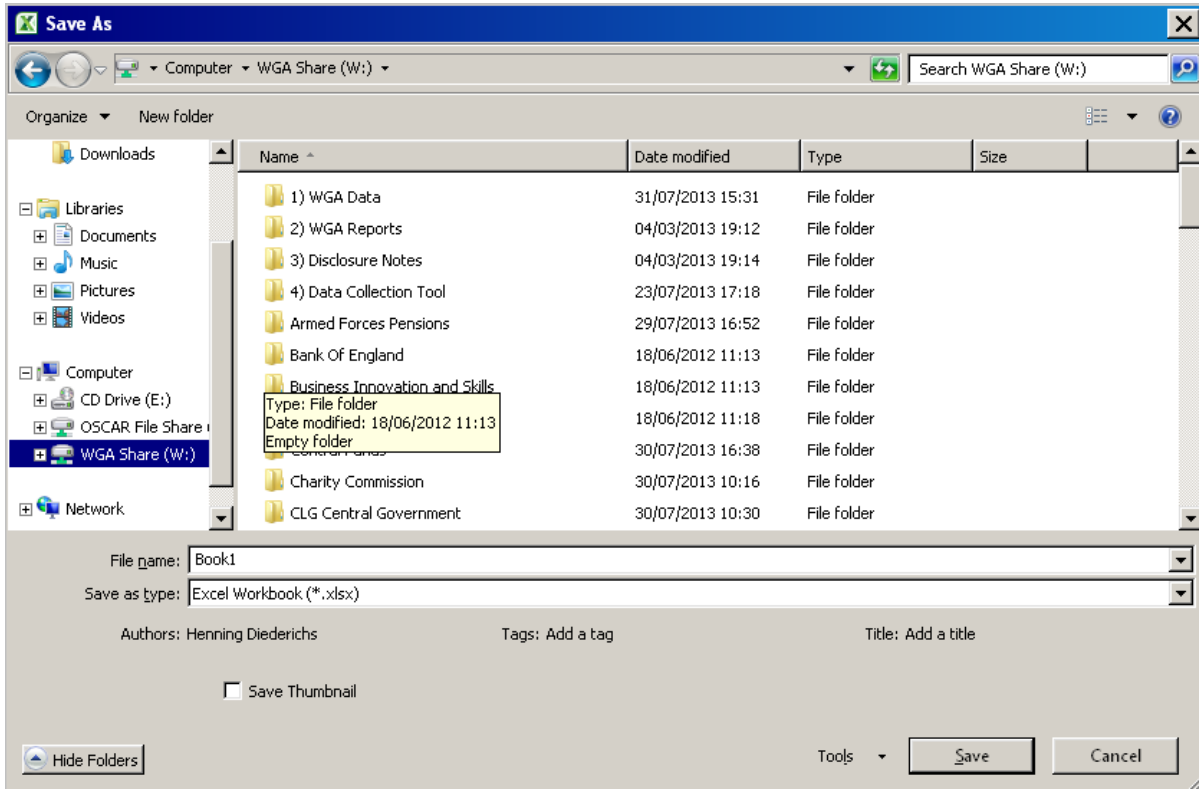 Save As
Computer WGA Share (W:) Search WGA Share (W:)
Organize New folder
Downloads
Libraries
Documents
Music
Pictures
Videos
Computer
CD Drive (E:)
OSCAR File Share
WGA Share (W:)
Network
Name Date modified Type Size
1) WGA Data 31/07/2013 15:31 File folder
2) WGA Reports 04/03/2013 19:12 File folder
3) Disclosure Notes 04/03/2013 19:14 File folder
4) Data Collection Tool 23/07/2013 17:18 File folder
Armed Forces Pensions 29/07/2013 16:52 File folder
Bank Of England 18/06/2012 11:13 File folder
Business Innovation and Skills 18/06/2012 11:13 File folder
Type: File folder
Date modified: 18/06/2012 11:13
Empty folder
18/06/2012 11:18 File folder
30/07/2013 16:38 File folder
Charity Commission 30/07/2013 10:16 File folder
CLG Central Government 30/07/2013 10:30 File folder
File name: Book1
Save as type: Excel Workbook (*.xlsx)
Authors: Henning Diederichs Tags: Add a tag Title: Add a title
Save Thumbnail
Hide Folders Tools Save Cancel